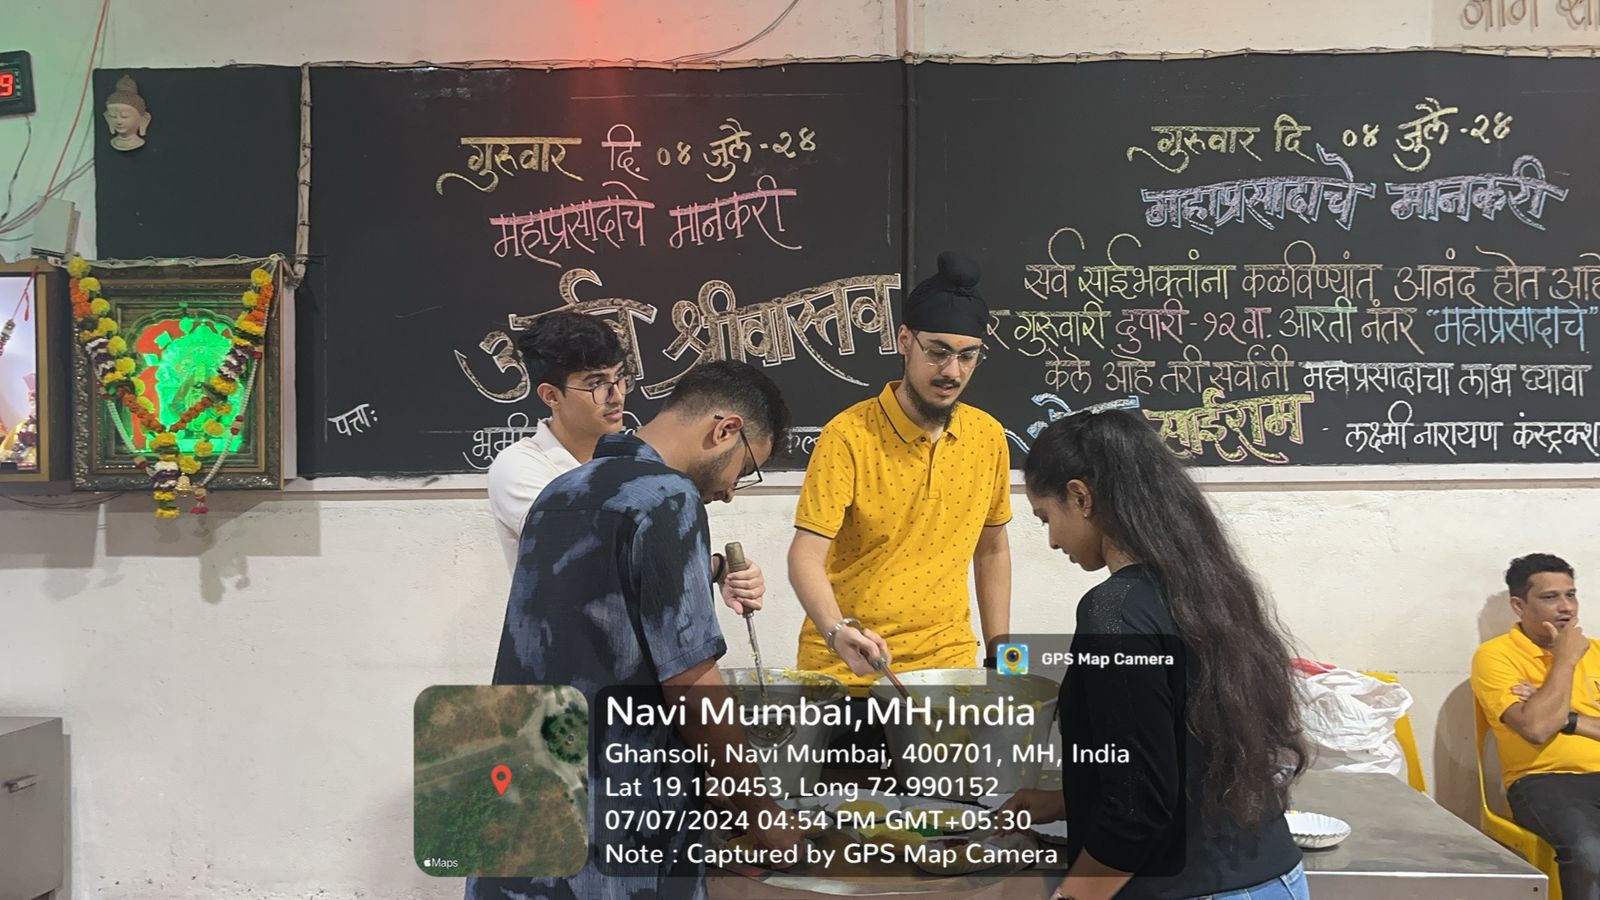 गुरुवार दि. ०४ जुलै-२४
महाप्रसादाचे मानकरी
श्रीवास्तव
पत्ताः
गुरुवार दि. ०४ जुलै-२४
महाप्रसादाचे मानकरी
सर्व साईभक्तांना कळविण्यांत आनंद होत आहे
गुरुवारी दुपारी-१२ वा. आरती नंतर "महाप्रसादाचे"
केले आहे तरी सर्वांनी महाप्रसादाचा लाभ घ्यावा
साईराम - लक्ष्मी नारायण
9
GPS Map Camera
Navi Mumbai,MH,India
Ghansoli, Navi Mumbai, 400701, MH, India
Lat 19.120453, Long 72.990152
07/07/2024 04:54 PM GMT+05:30
Note : Captured by GPS Map Camera
Maps